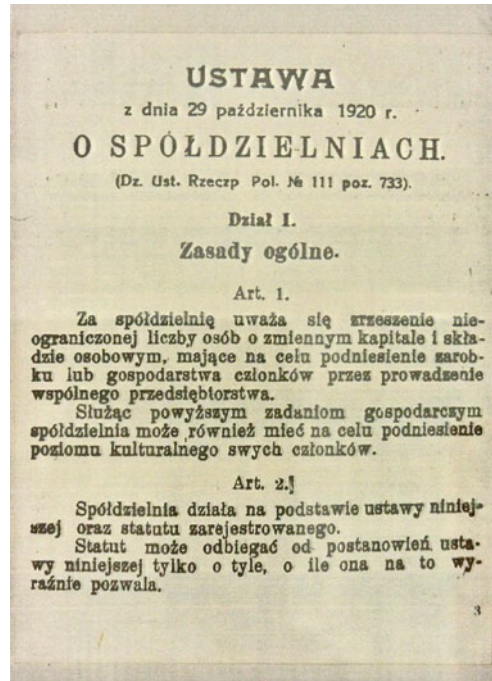 USTAWA
z dnia 29 października 1920 r.
O SPÓŁDZIELNIACH.
(Dz. Ust. Rzeczp Pol. № 111 poz. 733).
Dział I.
Zasady ogólne.
Art. 1.
Za spółdzielnię uważa się zrzeszenie nie-
ograniczonej liczby osób o zmiennym kapitale i skła-
dzie osobowym, mające na celu podniesienie zarob-
ku lub gospodarstwa członków przez prowadzenie
wspólnego przedsiębiorstwa.
Służąc powyższym zadaniom gospodarczym
spółdzielnia może również mieć na celu podniesienie
poziomu kulturalnego swych członków.
Art. 2.
Spółdzielnia działa na podstawie ustawy niniej-
szej oraz statutu zarejestrowanego.
Statut może odbiegać od postanowień usta-
wy niniejszej tylko o tyle, o ile ona na to wy-
raźnie pozwala.
3